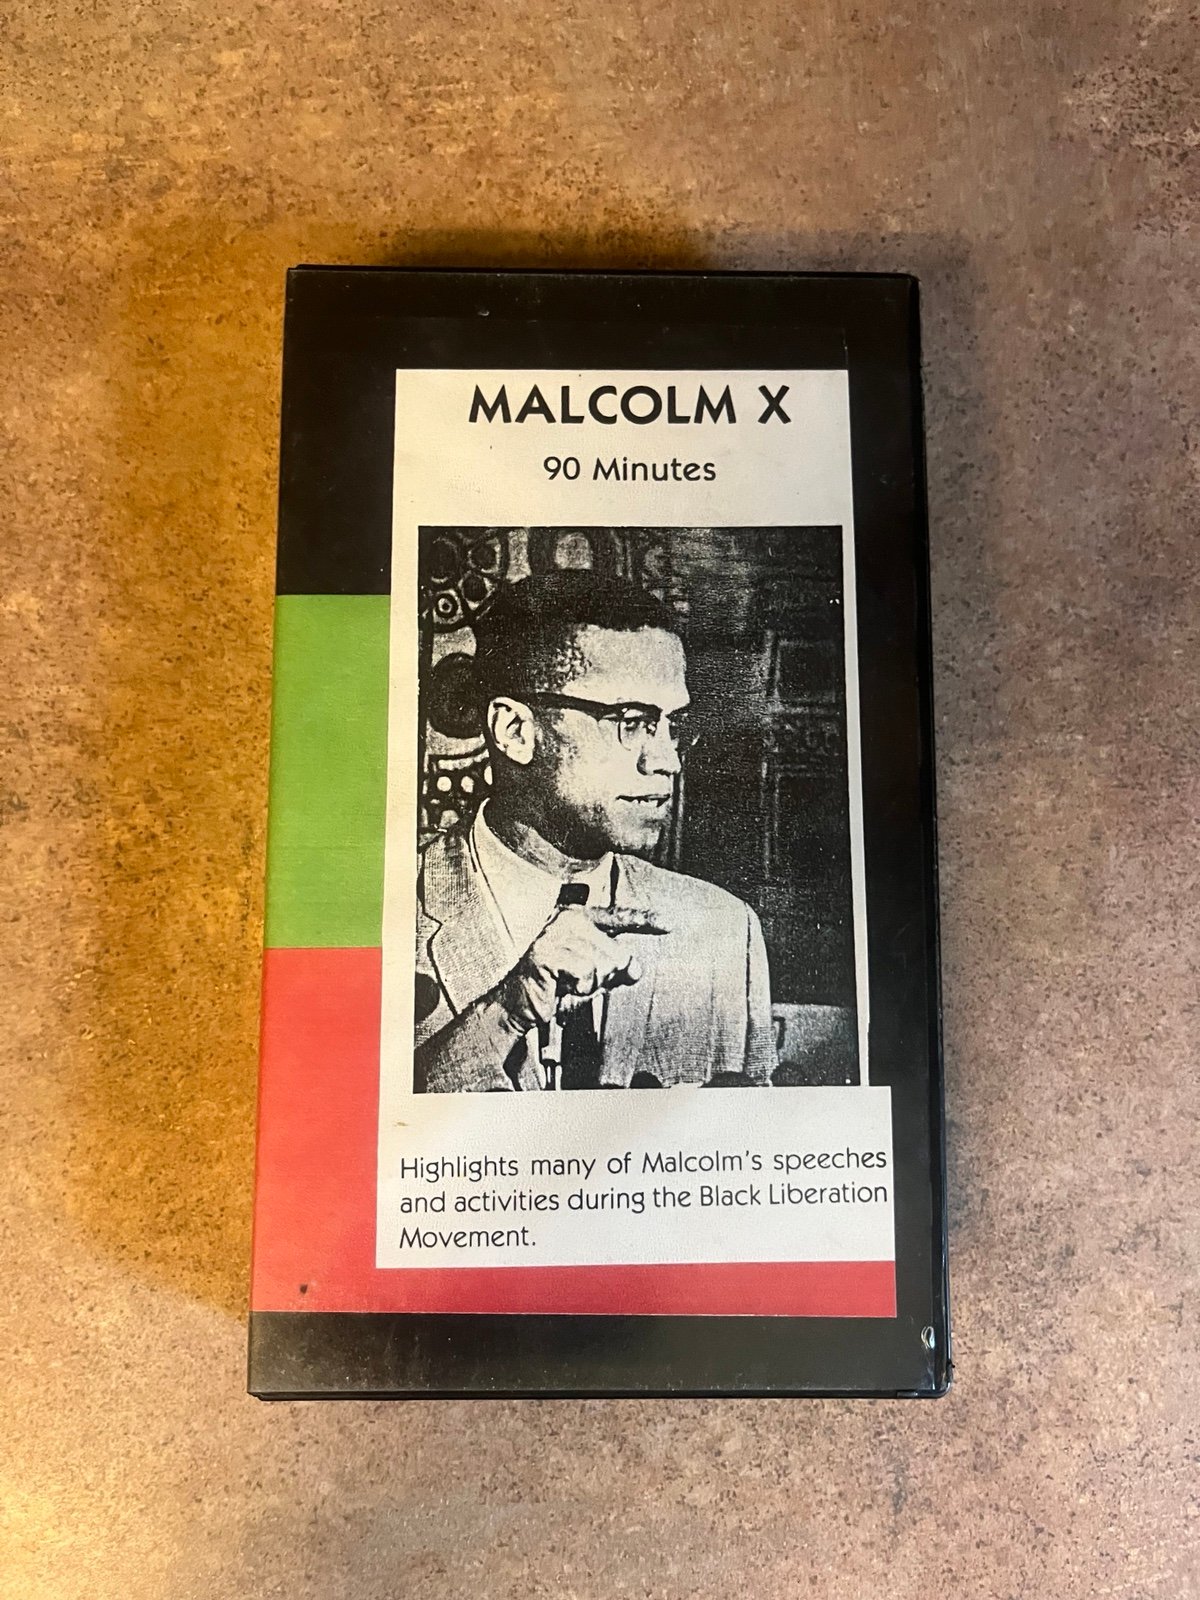 MALCOLM X
90 Minutes
Highlights many of Malcolm's speeches
and activities during the Black Liberation
Movement.